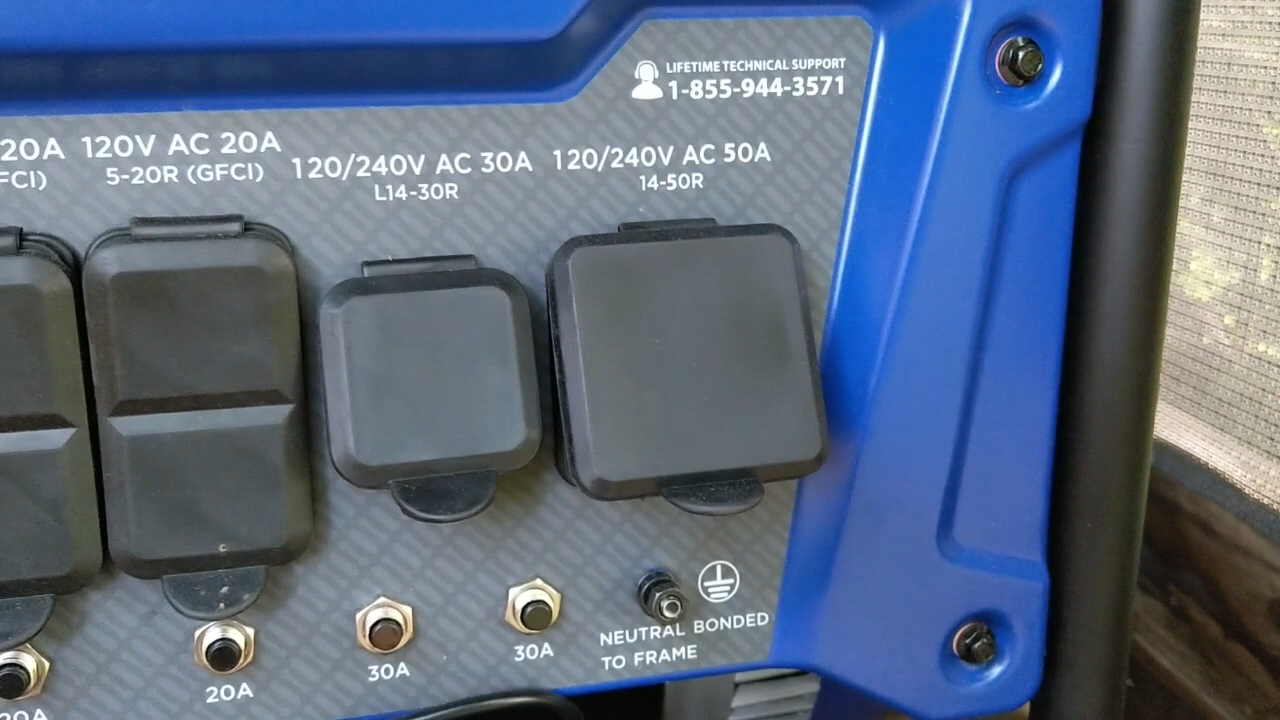 LIFETIME TECHNICAL SUPPORT
1-855-944-3571
20A
FCI)
120V AC 20A
5-20R (GFCI)
120/240V AC 30A
L14-30R
120/240V AC 50A
14-50R
20A
20A
30A
30A
NEUTRAL BONDED
TO FRAME